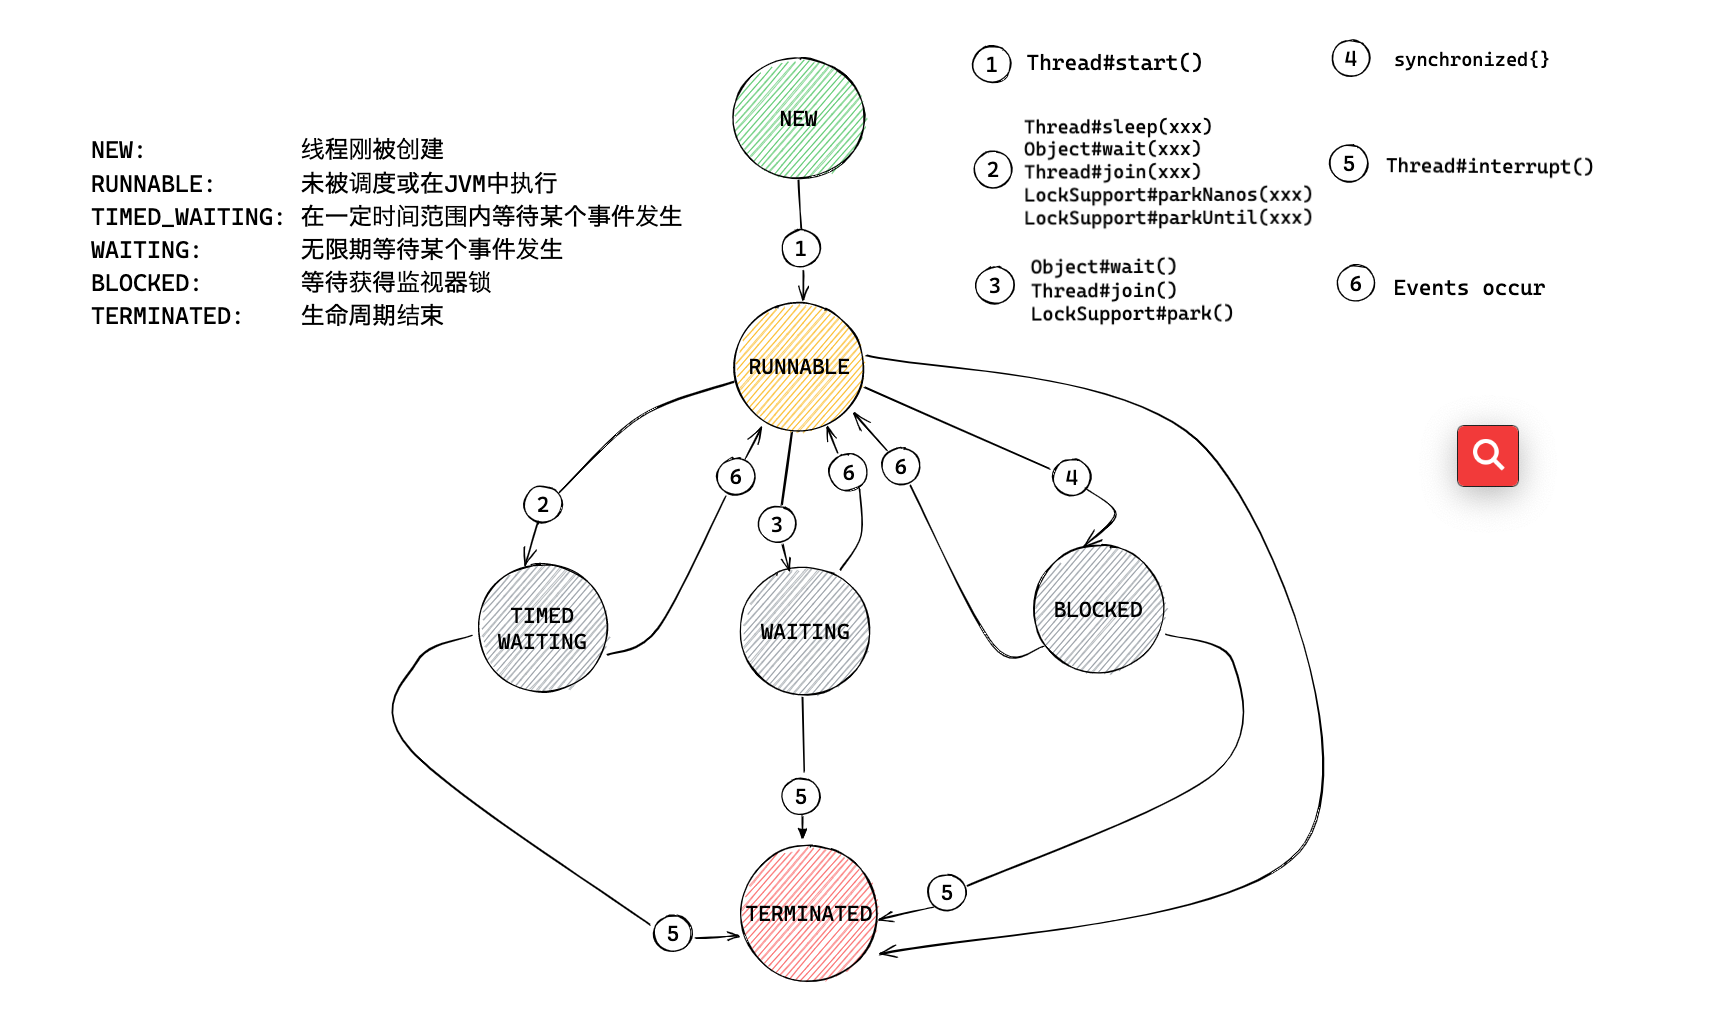 NEW: 线程刚被创建
RUNNABLE: 未被调度或在JVM中执行
TIMED_WAITING: 在一定时间范围内等待某个事件发生
WAITING: 无限期等待某个事件发生
BLOCKED: 等待获得监视器锁
TERMINATED: 生命周期结束
1 Thread#start()
2
Thread#sleep(xxx)
Object#wait(xxx)
Thread#join(xxx)
LockSupport#parkNanos(xxx)
LockSupport#parkUntil(xxx)
3
Object#wait()
Thread#join()
LockSupport#park()
4 synchronized{}
5 Thread#interrupt()
6 Events occur
NEW
1
RUNNABLE
2
6
3
6
6
4
TIMED
WAITING
WAITING
BLOCKED
5
5
5
TERMINATED